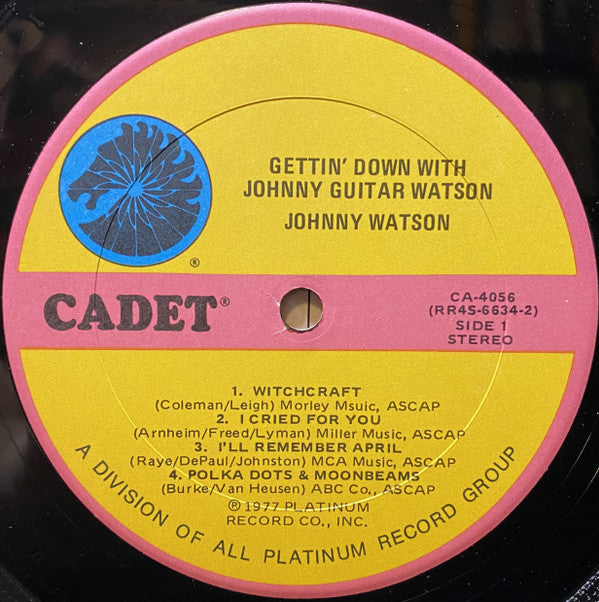 GETTIN' DOWN WITH
JOHNNY GUITAR WATSON
JOHNNY WATSON
®
CADET®
CA-4056
(RR4S-6634-2)
SIDE 1
STEREO
1. WITCHCRAFT
(Coleman/Leigh) Morley Msuic, ASCAP
2. I CRIED FOR YOU
(Arnheim/Freed/Lyman) Miller Music, ASCAP
3. I'LL REMEMBER APRIL
(Raye/DePaul/Johnston) MCA Music, ASCAP
4. POLKA DOTS & MOONBEAMS
(Burke/Van Heusen) ABC Co., ASCAP
℗ 1977 PLATINUM
RECORD CO., INC.
A DIVISION OF ALL PLATINUM RECORD GROUP